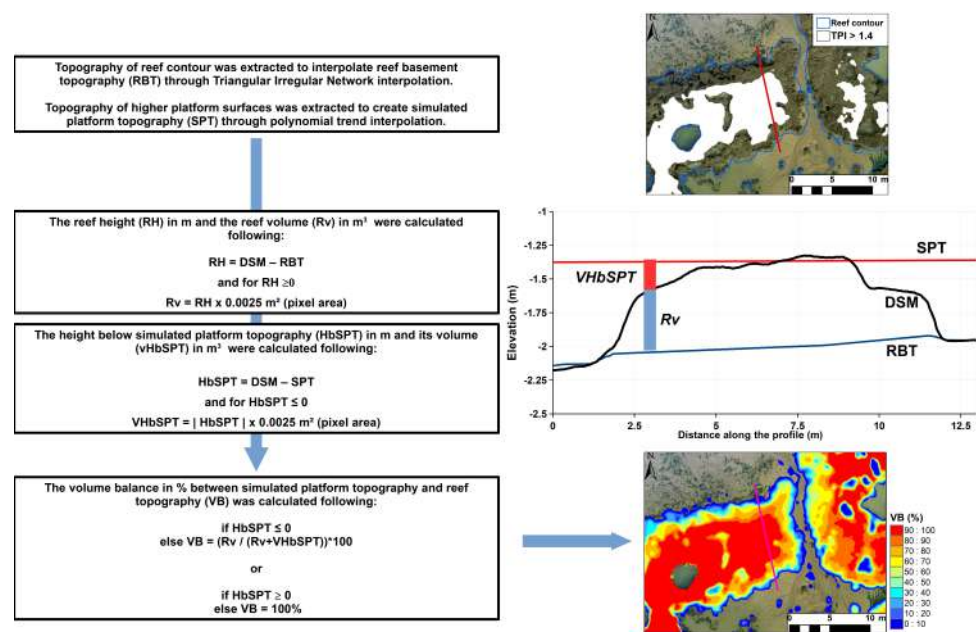 Topography of reef contour was extracted to interpolate reef basement
topography (RBT) through Triangular Irregular Network interpolation.
Topography of higher platform surfaces was extracted to create simulated
platform topography (SPT) through polynomial trend interpolation.
The reef height (RH) in m and the reef volume (Rv) in m³ were calculated
following:
RH = DSM – RBT
and for RH ≥0
Rv = RH x 0.0025 m² (pixel area)
The height below simulated platform topography (HbSPT) in m and its volume
(vHbSPT) in m³ were calculated following:
HbSPT = DSM – SPT
and for HbSPT ≤ 0
VHbSPT = | HbSPT | x 0.0025 m² (pixel area)
The volume balance in % between simulated platform topography and reef
topography (VB) was calculated following:
if HbSPT ≤ 0
else VB = (Rv / (Rv+VHbSPT))*100
or
if HbSPT ≥ 0
else VB = 100%
N
Reef contour
TPI > 1.4
0 5 10 m
Elevation (m)
-1
-1.25
-1.5
-1.75
-2
-2.25
-2.5
SPT
VHbSPT
DSM
Rv
RBT
0 2.5 5 7.5 10 12.5
Distance along the profile (m)
N
VB (%)
90 : 100
80 : 90
70 : 80
60 : 70
50 : 60
40 : 50
30 : 40
20 : 30
10 : 20
0 : 10
0 5 10 m